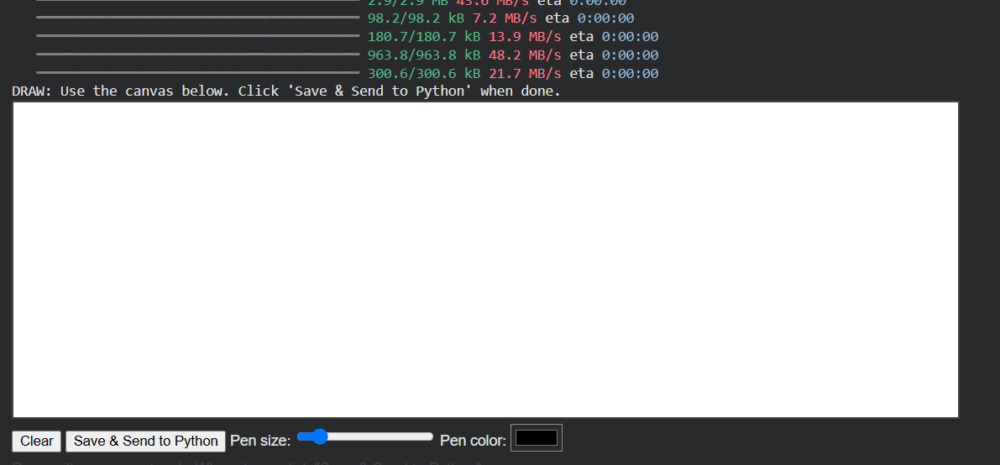 2.9/2.9 MB 43.6 MB/s eta 0:00:00
98.2/98.2 kB 7.2 MB/s eta 0:00:00
180.7/180.7 kB 13.9 MB/s eta 0:00:00
963.8/963.8 kB 48.2 MB/s eta 0:00:00
300.6/300.6 kB 21.7 MB/s eta 0:00:00
DRAW: Use the canvas below. Click 'Save & Send to Python' when done.
Clear Save & Send to Python Pen size: Pen color: